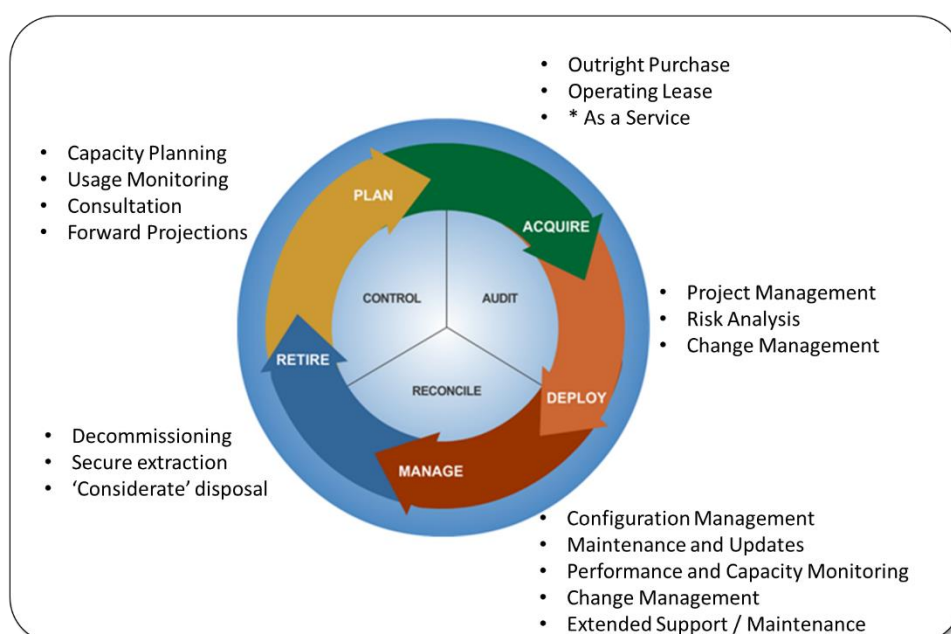 • Outright Purchase
• Operating Lease
• * As a Service
• Capacity Planning
• Usage Monitoring
• Consultation
• Forward Projections
PLAN
ACQUIRE
CONTROL
AUDIT
• Project Management
• Risk Analysis
• Change Management
RETIRE
RECONCILE
DEPLOY
MANAGE
• Decommissioning
• Secure extraction
• ‘Considerate’ disposal
• Configuration Management
• Maintenance and Updates
• Performance and Capacity Monitoring
• Change Management
• Extended Support / Maintenance